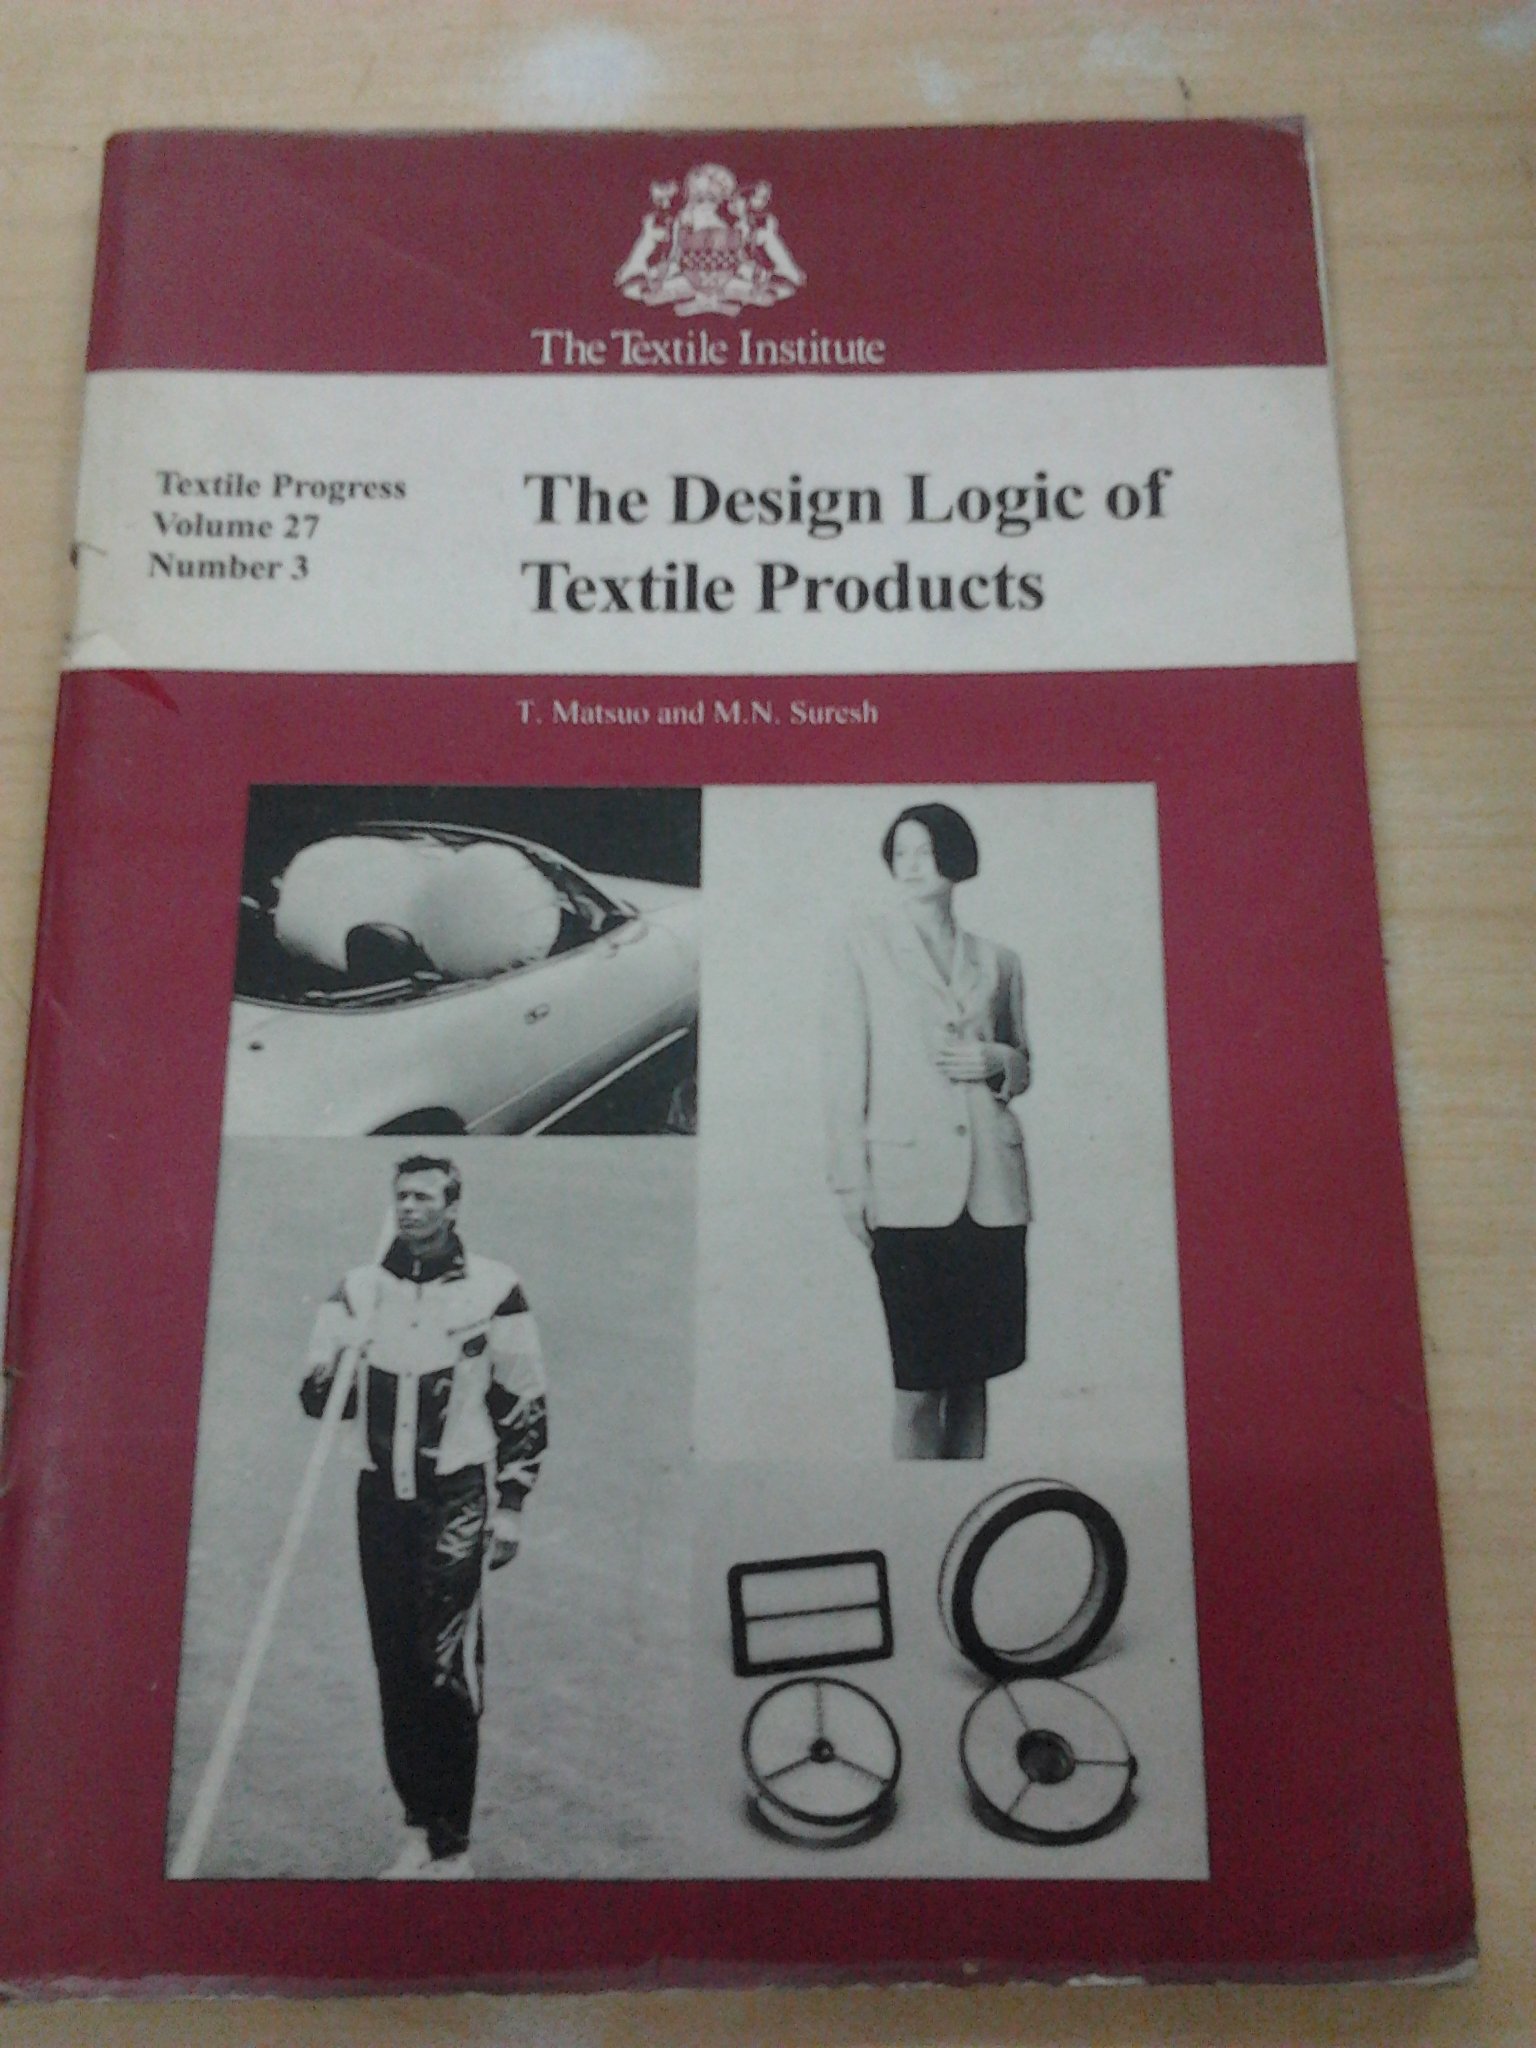 The Textile Institute
Textile Progress
Volume 27
Number 3
The Design Logic of
Textile Products
T. Matsuo and M.N. Suresh